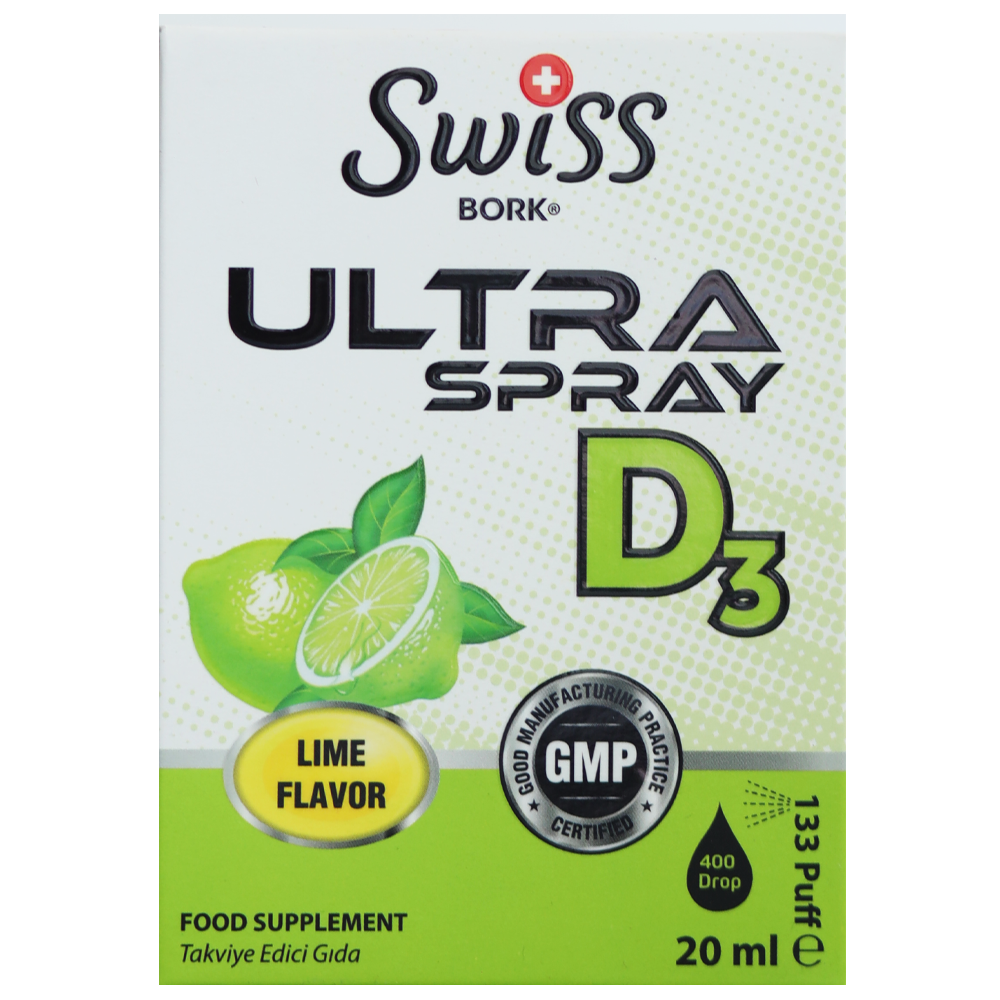 Swiss
BORK®
ULTRA
SPRAY
D3
LIME
FLAVOR
GOOD MANUFACTURING PRACTICE
GMP
★ CERTIFIED ★
400
Drop
133 Puff
FOOD SUPPLEMENT
Takviye Edici Gıda
20 ml ℮